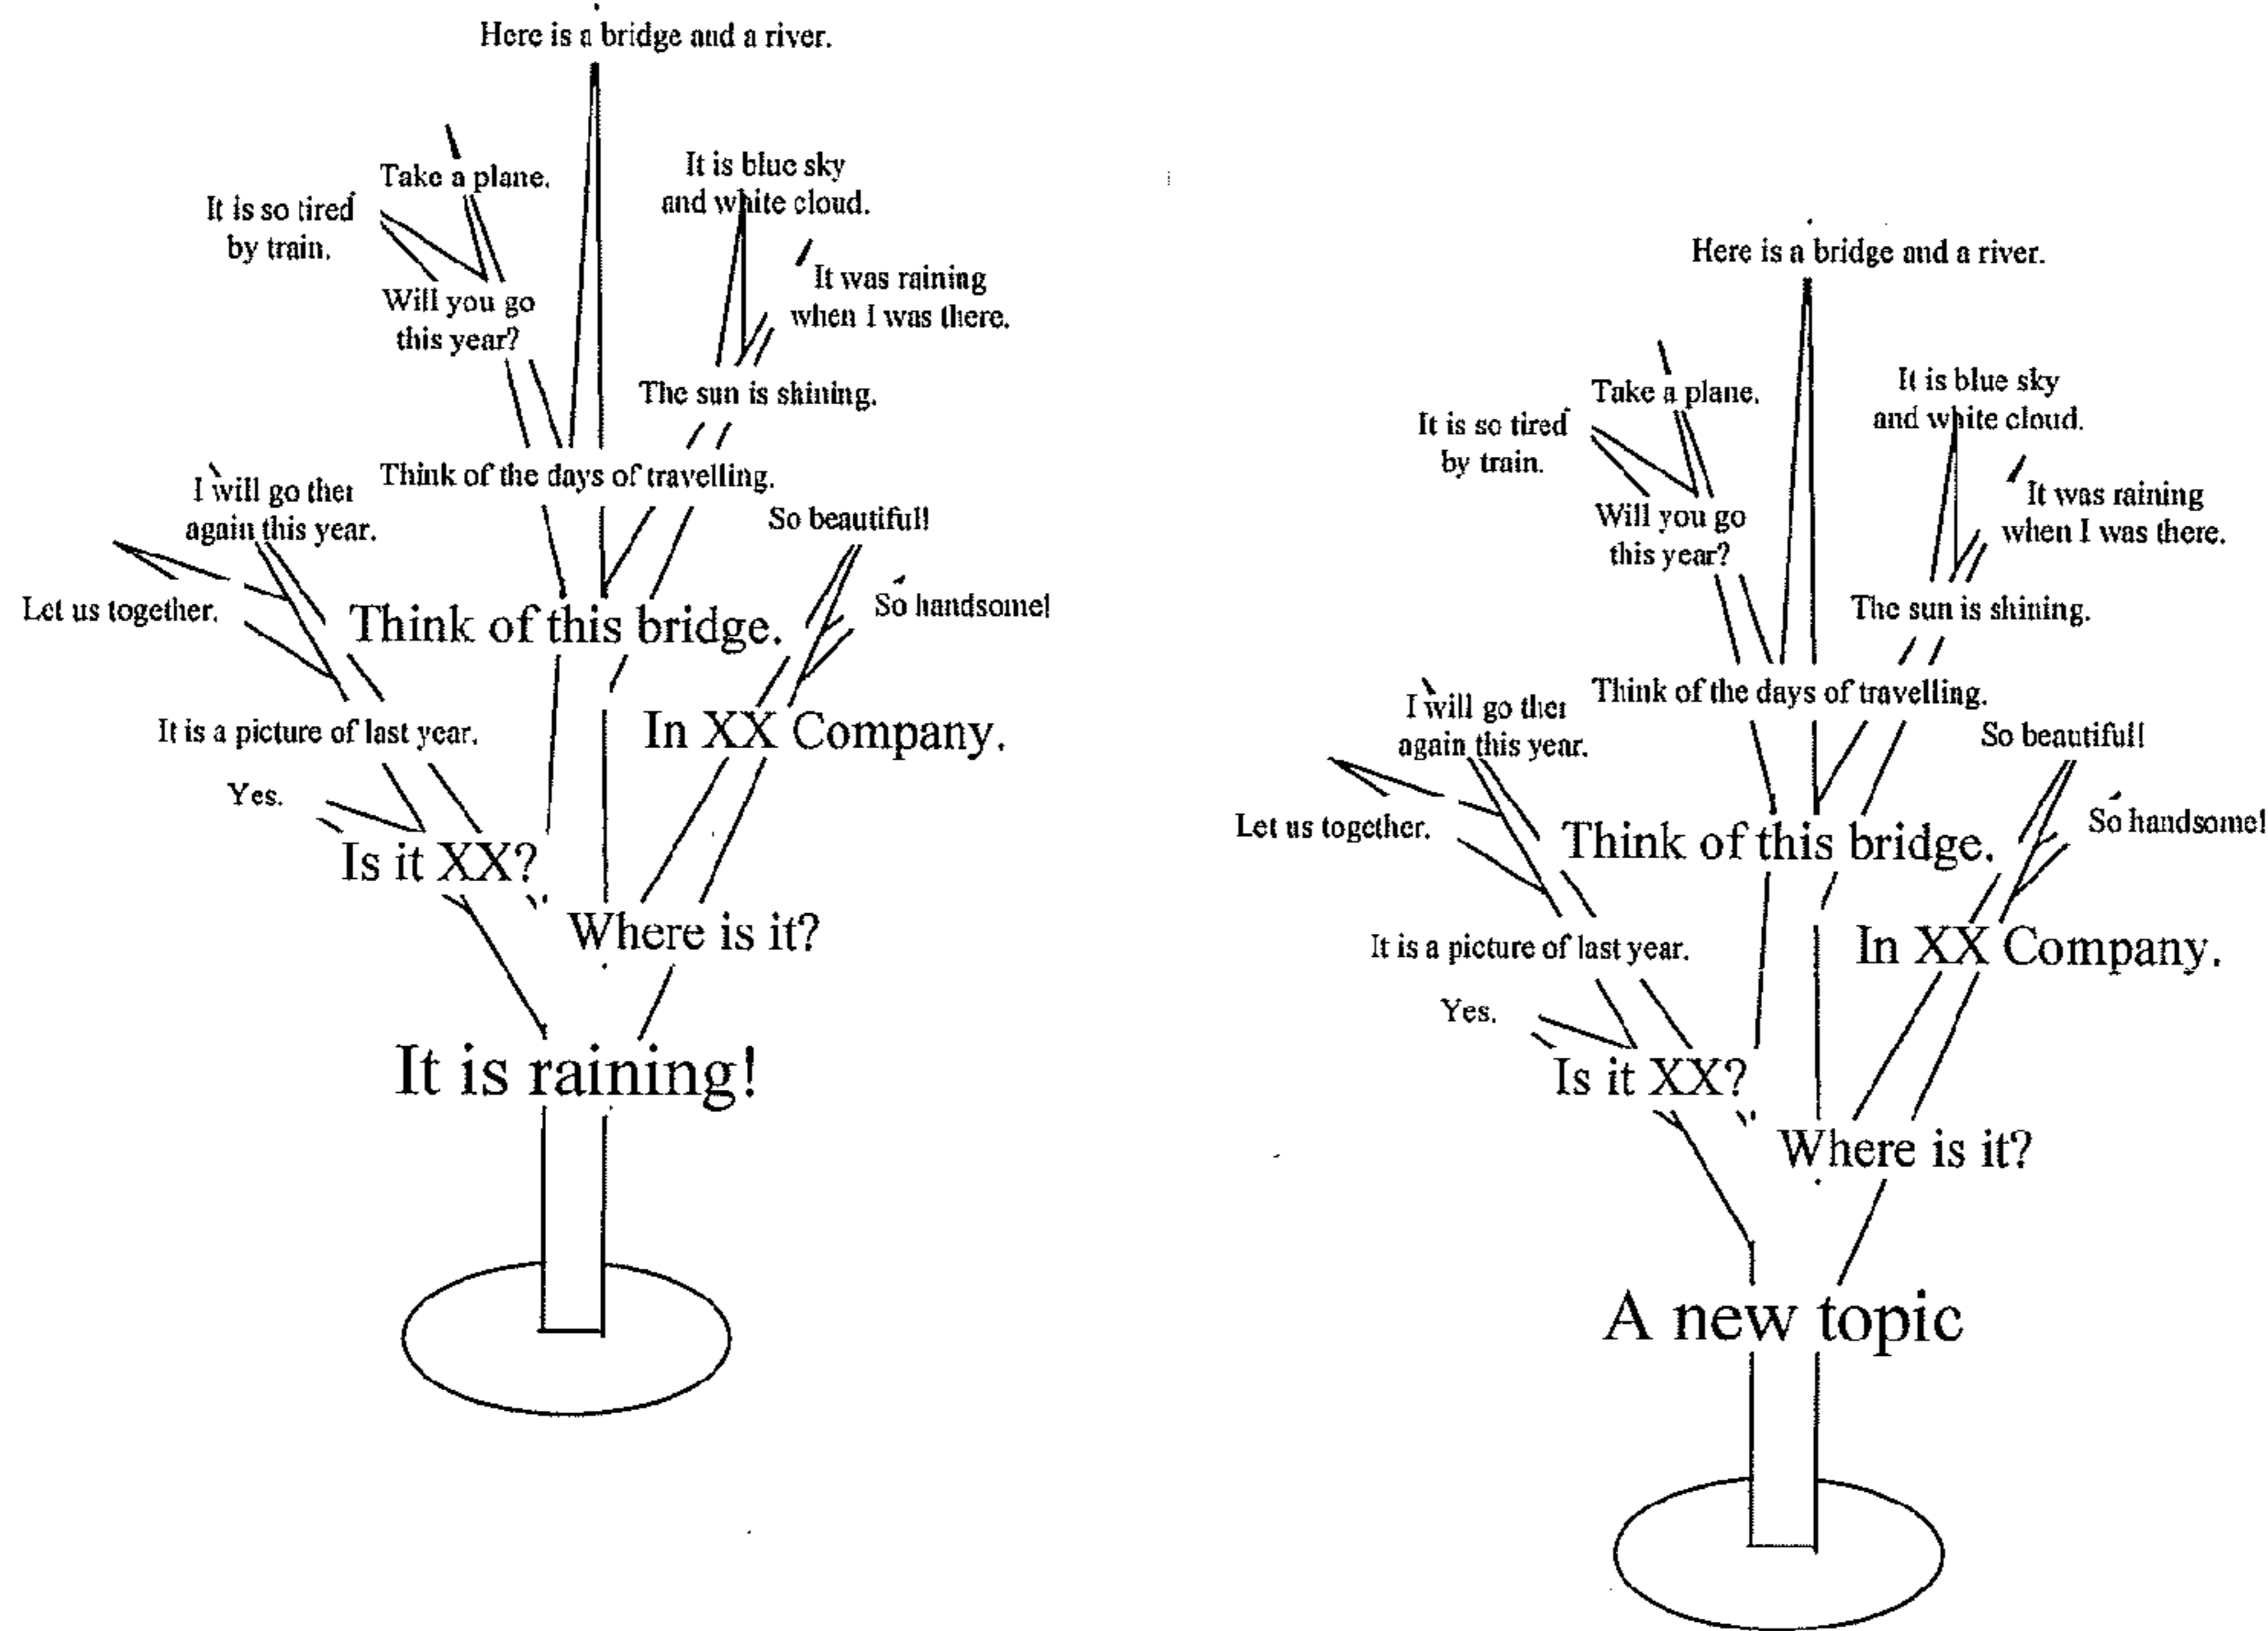 Here is a bridge and a river.
Take a plane.
It is blue sky
and white cloud.
It is so tired
by train.
It was raining
when I was there.
Will you go
this year?
The sun is shining.
Think of the days of travelling.
I will go ther
again this year.
So beautiful!
Let us together.
So handsome!
Think of this bridge.
It is a picture of last year.
In XX Company.
Yes.
Is it XX?
Where is it?
It is raining!
Here is a bridge and a river.
Take a plane.
It is blue sky
and white cloud.
It is so tired
by train.
It was raining
when I was there.
Will you go
this year?
The sun is shining.
Think of the days of travelling.
I will go ther
again this year.
So beautiful!
Let us together.
So handsome!
Think of this bridge.
It is a picture of last year.
In XX Company.
Yes.
Is it XX?
Where is it?
A new topic